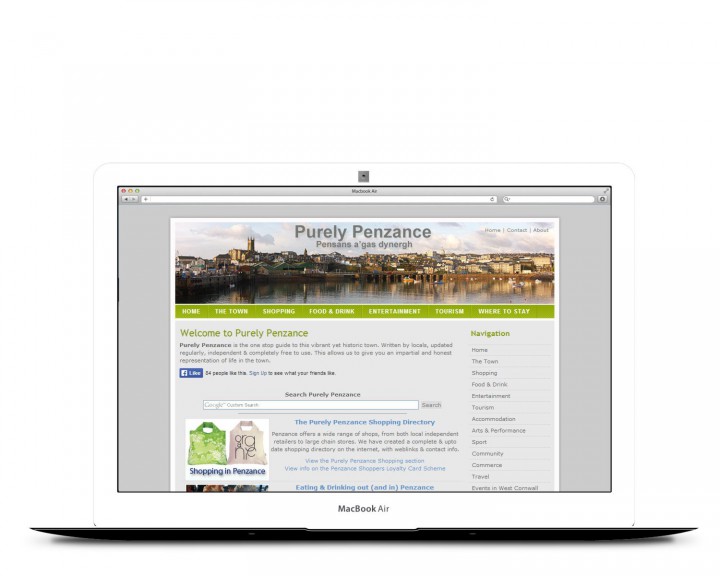 Macbook Air
Purely Penzance
Pensans a'gas dynergh
Home | Contact | About
HOME THE TOWN SHOPPING FOOD & DRINK ENTERTAINMENT TOURISM WHERE TO STAY
Welcome to Purely Penzance
Purely Penzance is the one stop guide to this vibrant yet historic town. Written by locals, updated
regularly, independent & completely free to use. This allows us to give you an impartial and honest
representation of life in the town.
Like 84 people like this. Sign Up to see what your friends like.
Search Purely Penzance
Google Custom Search Search
organic
Shopping in Penzance
The Purely Penzance Shopping Directory
Penzance offers a wide range of shops, from both local independent
retailers to large chain stores. We have created a complete & upto
date shopping directory on the internet, with weblinks & contact info.
View the Purely Penzance Shopping section
View info on the Penzance Shoppers Loyalty Card Scheme
Eating & Drinking out (and in) Penzance
Navigation
Home
The Town
Shopping
Food & Drink
Entertainment
Tourism
Accommodation
Arts & Performance
Sport
Community
Commerce
Travel
Events in West Cornwall
MacBook Air